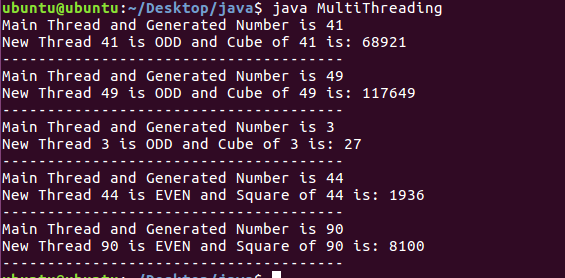 ubuntu@ubuntu:~/Desktop/java$ java MultiThreading
Main Thread and Generated Number is 41
New Thread 41 is ODD and Cube of 41 is: 68921
---------------------------------------
Main Thread and Generated Number is 49
New Thread 49 is ODD and Cube of 49 is: 117649
---------------------------------------
Main Thread and Generated Number is 3
New Thread 3 is ODD and Cube of 3 is: 27
---------------------------------------
Main Thread and Generated Number is 44
New Thread 44 is EVEN and Square of 44 is: 1936
---------------------------------------
Main Thread and Generated Number is 90
New Thread 90 is EVEN and Square of 90 is: 8100
---------------------------------------
ubuntu@ubuntu:~/Desktop/java$